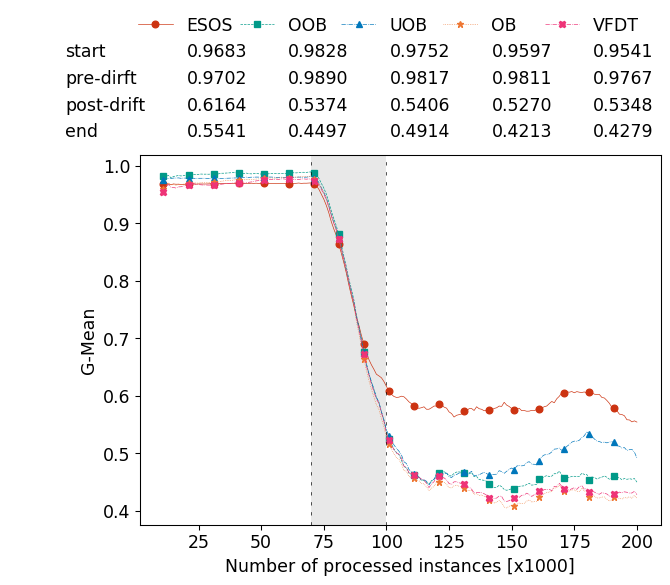 ESOS OOB UOB OB VFDT
start 0.9683 0.9828 0.9752 0.9597 0.9541
pre-dirft 0.9702 0.9890 0.9817 0.9811 0.9767
post-drift 0.6164 0.5374 0.5406 0.5270 0.5348
end 0.5541 0.4497 0.4914 0.4213 0.4279
1.0
0.9
0.8
0.7
0.6
0.5
0.4
G-Mean
25 50 75 100 125 150 175 200
Number of processed instances [x1000]